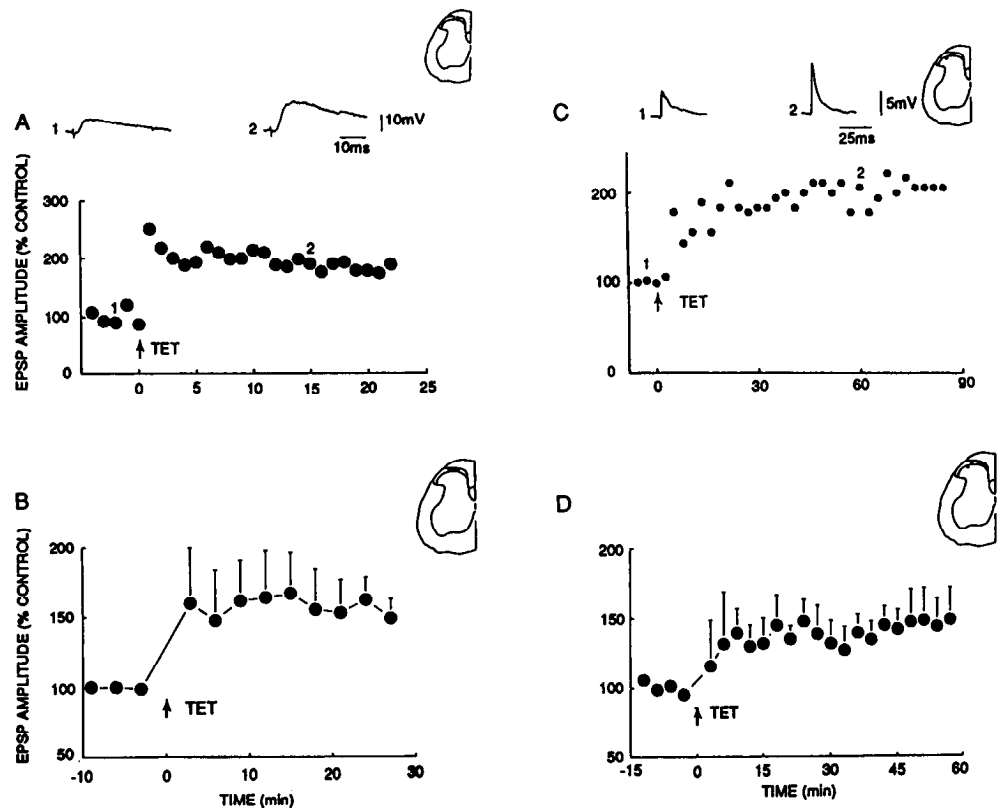 A
1
2
10mV
10ms
EPSP AMPLITUDE (% CONTROL)
300
200
100
0
1
2
TET
0 5 10 15 20 25
C
1
2
5mV
25ms
200
100
0
1
2
TET
0 30 60 90
B
EPSP AMPLITUDE (% CONTROL)
200
150
100
50
TET
-10 0 10 20 30
TIME (min)
D
200
150
100
50
TET
-15 0 15 30 45 60
TIME (min)